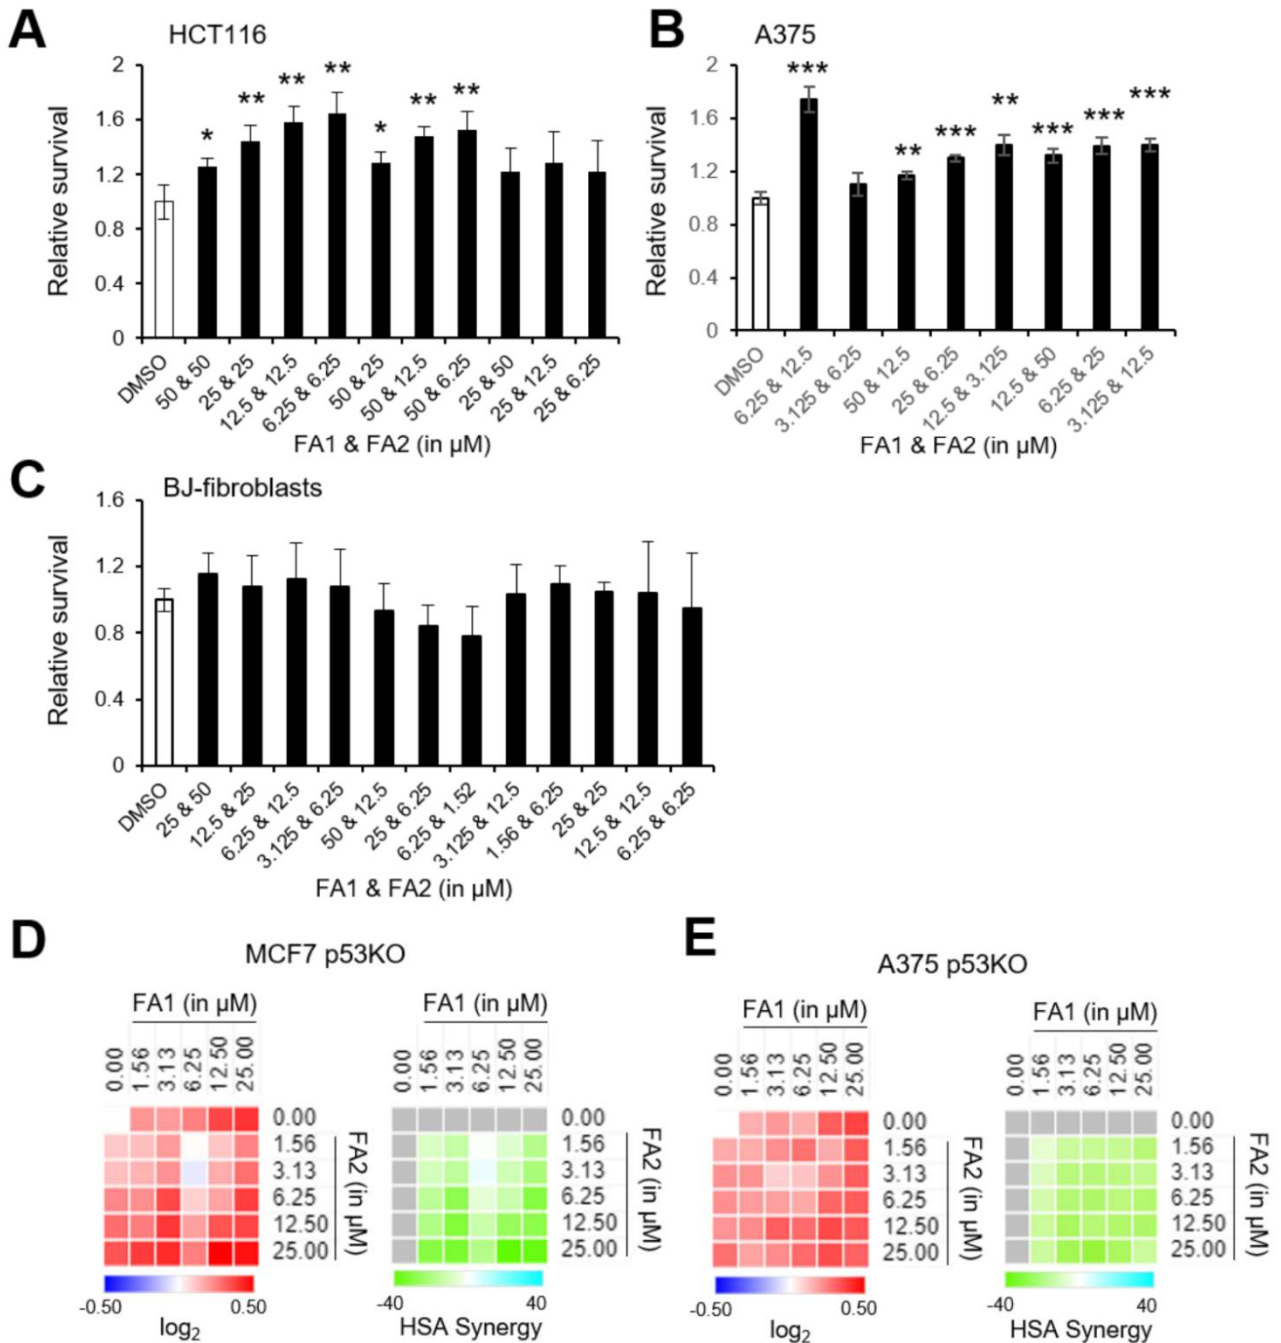 A
HCT116
Relative survival
2
1.6
1.2
0.8
0.4
0
*
**
**
**
*
**
**
DMSO
50 & 50
25 & 25
12.5 & 12.5
6.25 & 6.25
50 & 25
50 & 12.5
50 & 6.25
25 & 50
25 & 12.5
25 & 6.25
FA1 & FA2 (in µM)
B
A375
Relative survival
2
1.6
1.2
0.8
0.4
0
***
**
***
**
***
***
***
DMSO
6.25 & 12.5
3.125 & 6.25
50 & 12.5
25 & 6.25
12.5 & 3.125
12.5 & 50
6.25 & 25
3.125 & 12.5
FA1 & FA2 (in µM)
C
BJ-fibroblasts
Relative survival
1.6
1.2
0.8
0.4
0
DMSO
25 & 50
12.5 & 25
6.25 & 12.5
3.125 & 6.25
50 & 12.5
25 & 6.25
6.25 & 1.52
3.125 & 12.5
1.56 & 6.25
25 & 25
12.5 & 12.5
6.25 & 6.25
FA1 & FA2 (in µM)
D
MCF7 p53KO
FA1 (in µM)
0.00 1.56 3.13 6.25 12.50 25.00
0.00
1.56
3.13
6.25
12.50
25.00
FA2 (in µM)
-0.50 0.50
log2
FA1 (in µM)
0.00 1.56 3.13 6.25 12.50 25.00
0.00
1.56
3.13
6.25
12.50
25.00
FA2 (in µM)
-40 40
HSA Synergy
E
A375 p53KO
FA1 (in µM)
0.00 1.56 3.13 6.25 12.50 25.00
0.00
1.56
3.13
6.25
12.50
25.00
FA2 (in µM)
-0.50 0.50
log2
FA1 (in µM)
0.00 1.56 3.13 6.25 12.50 25.00
0.00
1.56
3.13
6.25
12.50
25.00
FA2 (in µM)
-40 40
HSA Synergy